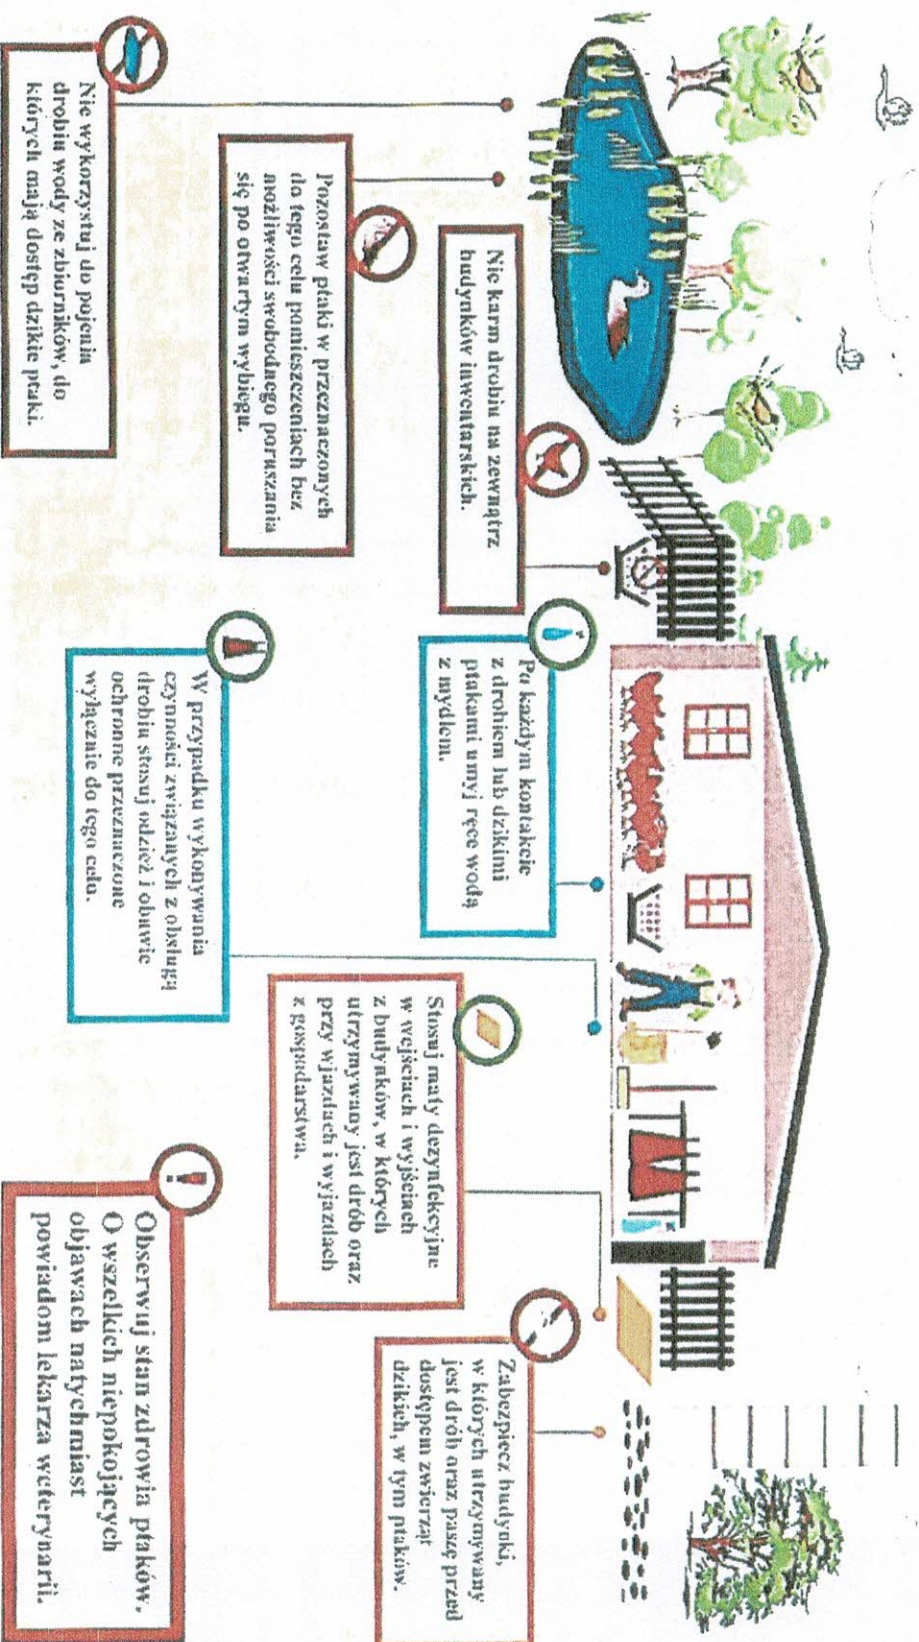 Nie wykorzystuj do pojenia
drobiu wody ze zbiorników, do
których mają dostęp dzikie ptaki.
Pozostaw ptaki w przeznaczonych
do tego celu pomieszczeniach bez
możliwości swobodnego poruszania
się po otwartym wybiegu.
Nie karm drobiu na zewnątrz
budynków inwentarskich.
Po każdym kontakcie
z drobiem lub dzikimi
ptakami umyj ręce wodą
z mydłem.
W przypadku wykonywania
czynności związanych z obsługą
drobiu stosuj odzież i obuwie
ochronne przeznaczone
wyłącznie do tego celu.
Stosuj maty dezynfekcyjne
w wejściach i wyjściach
z budynków, w których
utrzymywany jest drób oraz
przy wjazdach i wyjazdach
z gospodarstwa.
Zabezpiecz budynki,
w których utrzymywany
jest drób oraz paszę przed
dostępem zwierząt
dzikich, w tym ptaków.
Obserwuj stan zdrowia ptaków.
O wszelkich niepokojących
objawach natychmiast
powiadom lekarza weterynarii.